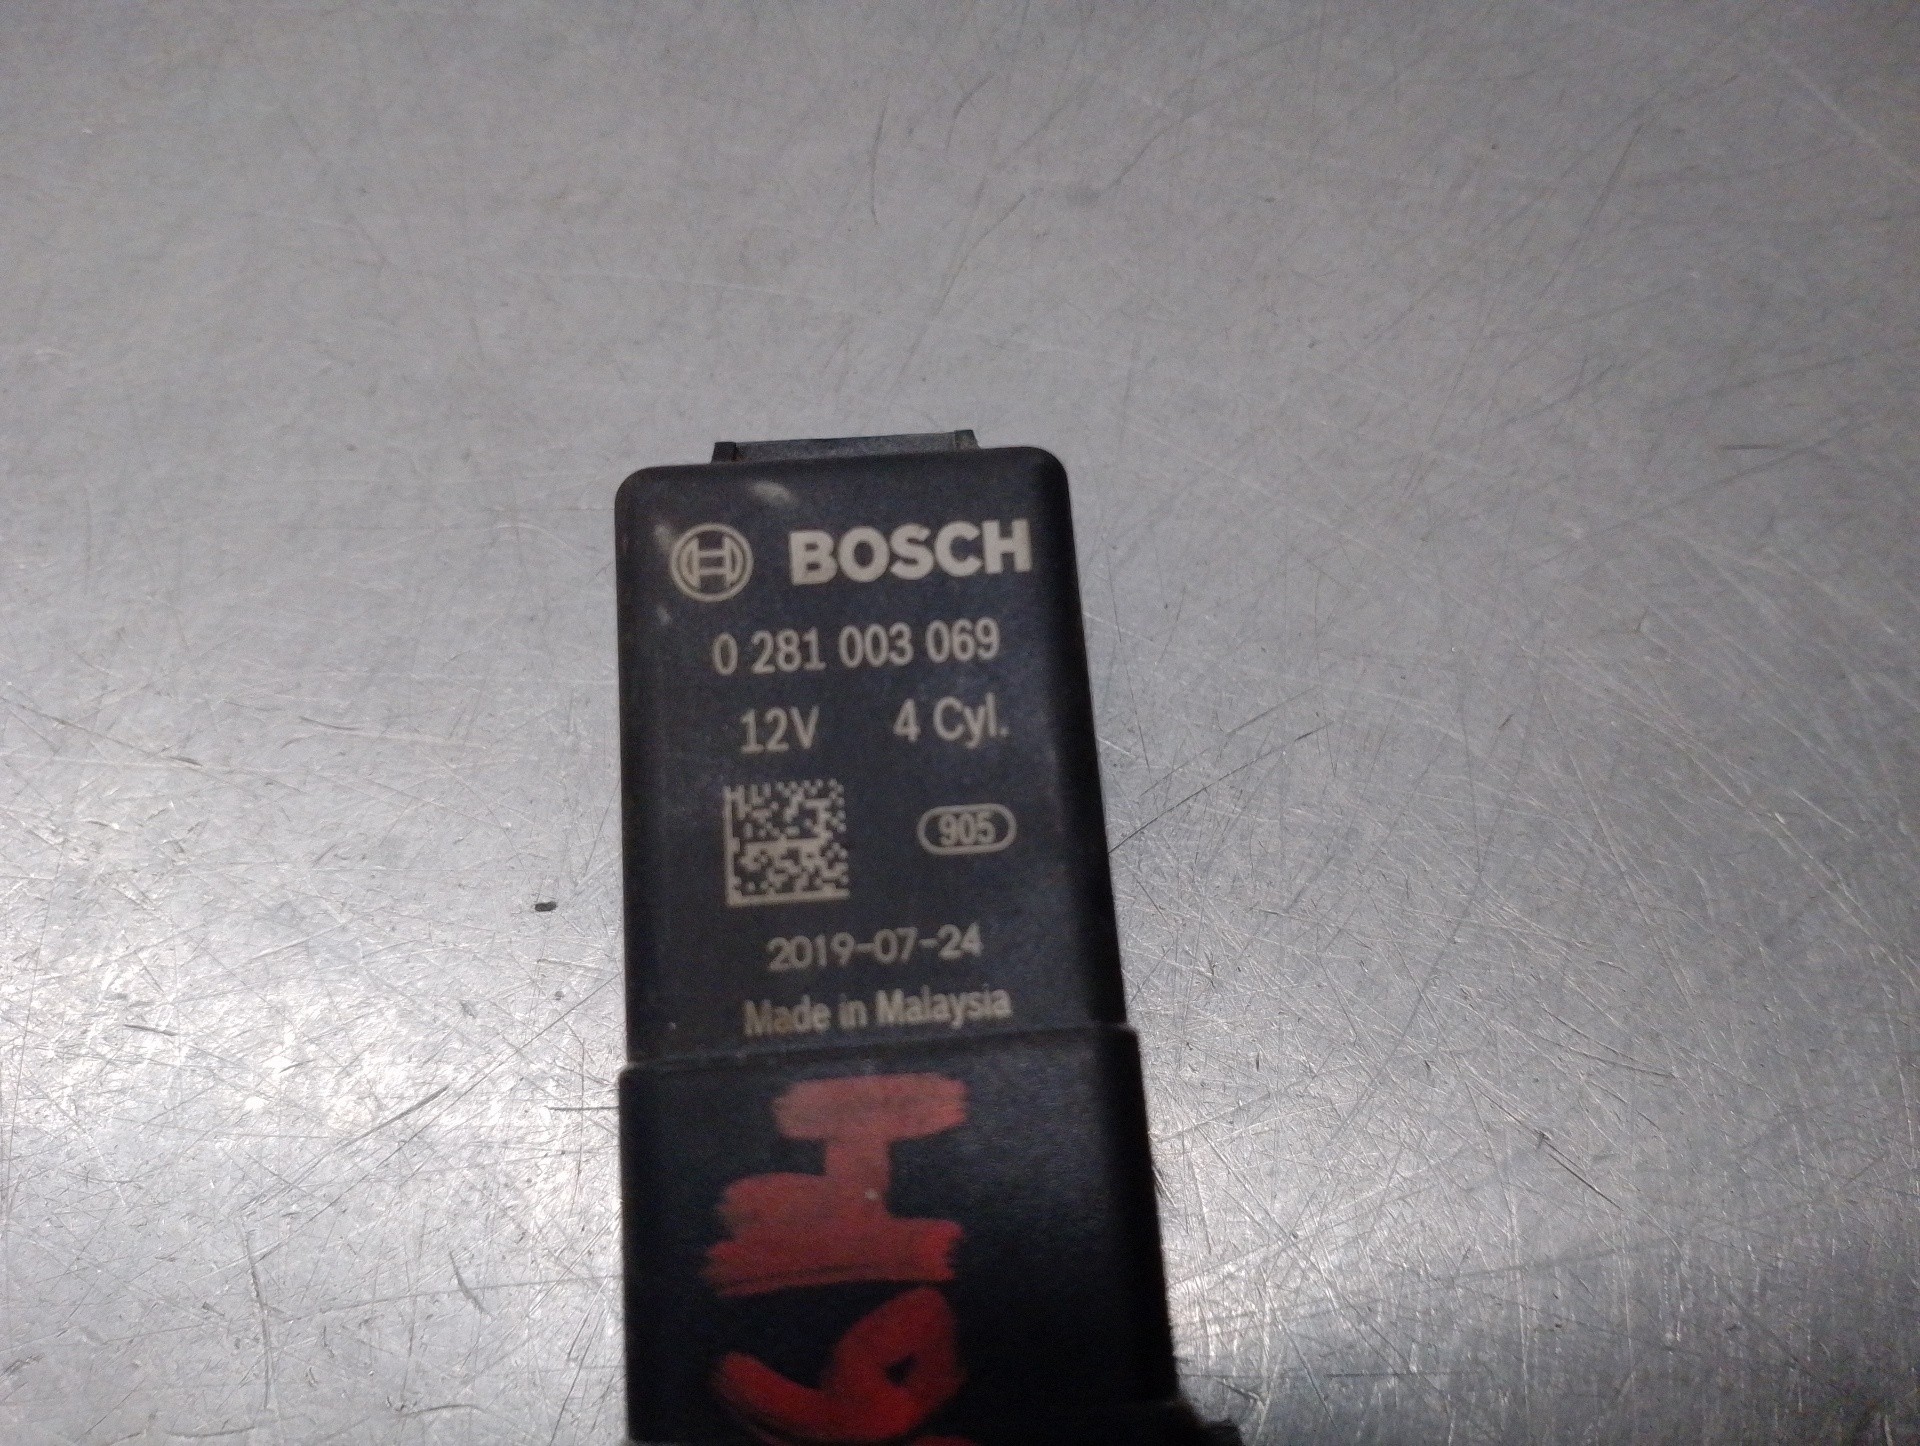 BOSCH
0 281 003 069
12V 4 Cyl.
905
2019-07-24
Made in Malaysia